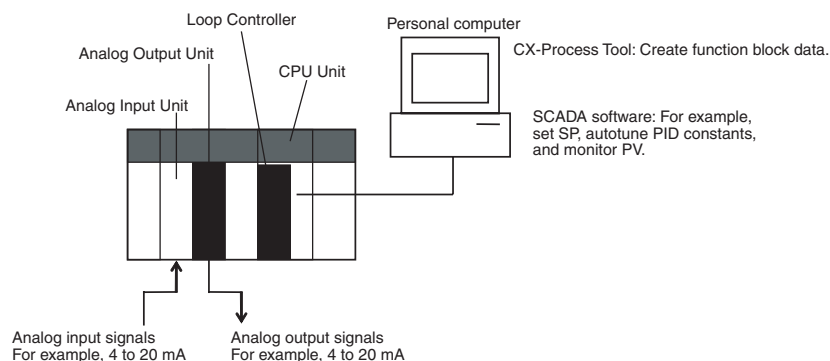 Loop Controller
Personal computer
Analog Output Unit
CX-Process Tool: Create function block data.
CPU Unit
Analog Input Unit
SCADA software: For example,
set SP, autotune PID constants,
and monitor PV.
Analog input signals
For example, 4 to 20 mA
Analog output signals
For example, 4 to 20 mA